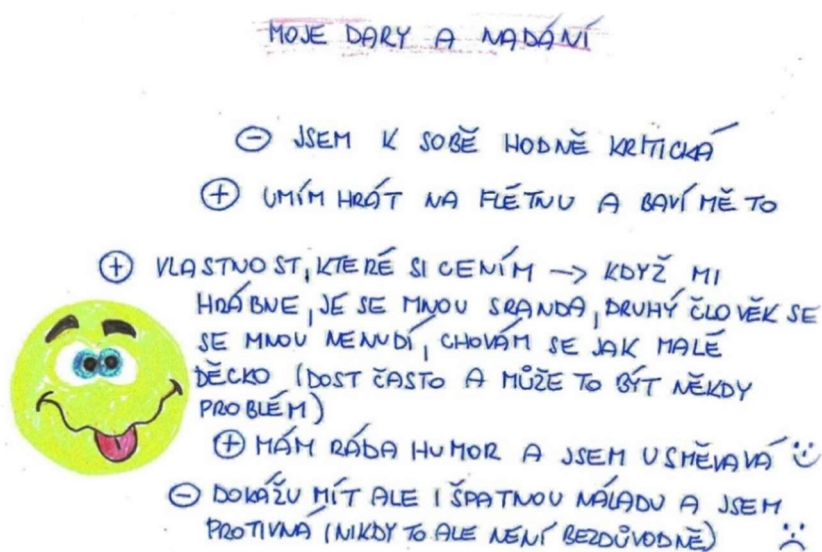 MOJE DARY A NADÁNÍ
⊖ JSEM K SOBĚ HODNĚ KRITICKÁ
⊕ UMÍM HRÁT NA FLÉTNU A BAVÍ MĚ TO
⊕ VLASTNOST, KTERÉ SI CENÍM → KDYŽ MI
HRÁBNE, JE SE MNOU SRANDA, DRUHÝ ČLOVĚK SE
SE MNOU NENUDÍ, CHOVÁM SE JAK MALÉ
DĚCKO (DOST ČASTO A MŮŽE TO BÝT NĚKDY
PROBLÉM)
⊕ MÁM RÁDA HUMOR A JSEM USMĚVAVÁ ☺
⊖ DOKÁŽU MÍT ALE I ŠPATNOU NÁLADU A JSEM
PROTIVNÁ (NIKDY TO ALE NENÍ BEZDŮVODNĚ) ☹